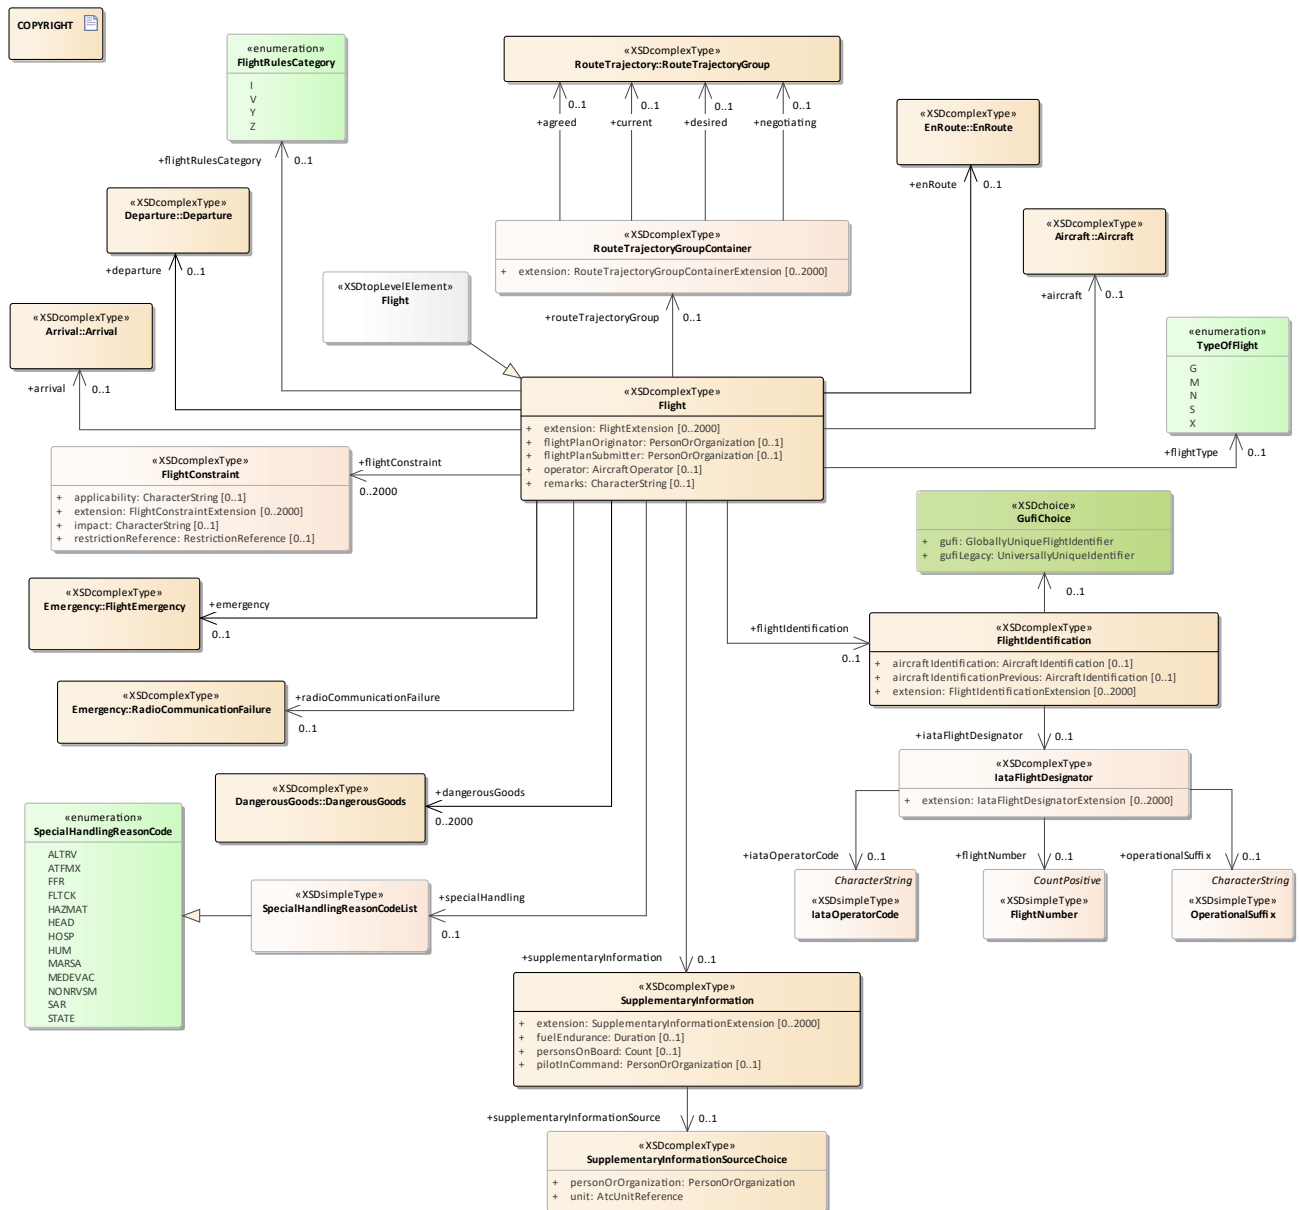 COPYRIGHT
«enumeration»
FlightRulesCategory
I
V
Y
Z
+flightRulesCategory
0..1
«XSDcomplexType»
RouteTrajectory::RouteTrajectoryGroup
0..1
0..1
0..1
0..1
+agreed
+current
+desired
+negotiating
«XSDcomplexType»
EnRoute::EnRoute
+enRoute
0..1
«XSDcomplexType»
Departure::Departure
+departure
0..1
«XSDcomplexType»
RouteTrajectoryGroupContainer
+ extension: RouteTrajectoryGroupContainerExtension [0..2000]
+routeTrajectoryGroup
0..1
«XSDcomplexType»
Aircraft::Aircraft
+aircraft
0..1
«XSDtopLevelElement»
Flight
«XSDcomplexType»
Arrival::Arrival
+arrival
0..1
«enumeration»
TypeOfFlight
G
M
N
S
X
+flightType
0..1
«XSDcomplexType»
Flight
+ extension: FlightExtension [0..2000]
+ flightPlanOriginator: PersonOrOrganization [0..1]
+ flightPlanSubmitter: PersonOrOrganization [0..1]
+ operator: AircraftOperator [0..1]
+ remarks: CharacterString [0..1]
«XSDcomplexType»
FlightConstraint
+ applicability: CharacterString [0..1]
+ extension: FlightConstraintExtension [0..2000]
+ impact: CharacterString [0..1]
+ restrictionReference: RestrictionReference [0..1]
+flightConstraint
0..2000
«XSDchoice»
GufiChoice
+ gufi: GloballyUniqueFlightIdentifier
+ gufiLegacy: UniversallyUniqueIdentifier
0..1
«XSDcomplexType»
Emergency::FlightEmergency
+emergency
0..1
+flightIdentification
0..1
«XSDcomplexType»
FlightIdentification
+ aircraftIdentification: AircraftIdentification [0..1]
+ aircraftIdentificationPrevious: AircraftIdentification [0..1]
+ extension: FlightIdentificationExtension [0..2000]
«XSDcomplexType»
Emergency::RadioCommunicationFailure
+radioCommunicationFailure
0..1
+iataFlightDesignator
0..1
«XSDcomplexType»
IataFlightDesignator
+ extension: IataFlightDesignatorExtension [0..2000]
«XSDcomplexType»
DangerousGoods::DangerousGoods
+dangerousGoods
0..2000
+iataOperatorCode
0..1
+flightNumber
0..1
+operationalSuffix
0..1
«enumeration»
SpecialHandlingReasonCode
ALTRV
ATFMX
FFR
FLTCK
HAZMAT
HEAD
HOSP
HUM
MARSA
MEDEVAC
NONRVSM
SAR
STATE
«XSDsimpleType»
SpecialHandlingReasonCodeList
+specialHandling
0..1
CharacterString
«XSDsimpleType»
IataOperatorCode
CountPositive
«XSDsimpleType»
FlightNumber
CharacterString
«XSDsimpleType»
OperationalSuffix
+supplementaryInformation
0..1
«XSDcomplexType»
SupplementaryInformation
+ extension: SupplementaryInformationExtension [0..2000]
+ fuelEndurance: Duration [0..1]
+ personsOnBoard: Count [0..1]
+ pilotInCommand: PersonOrOrganization [0..1]
+supplementaryInformationSource
0..1
«XSDcomplexType»
SupplementaryInformationSourceChoice
+ personOrOrganization: PersonOrOrganization
+ unit: AtcUnitReference